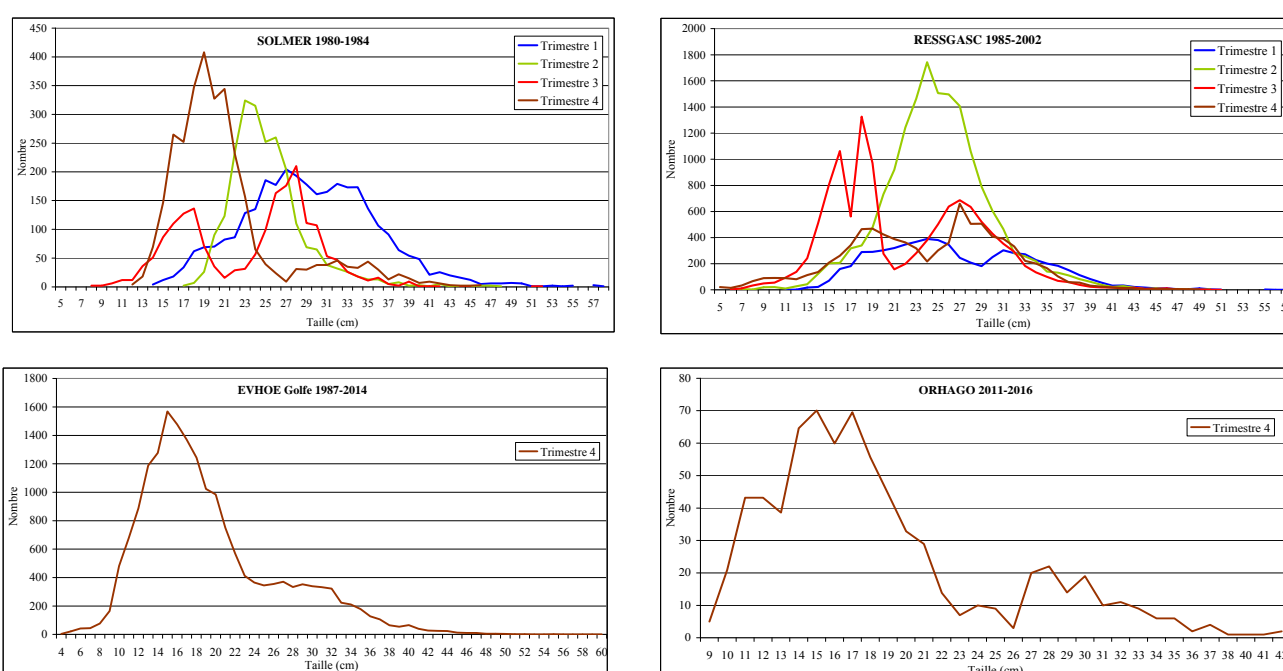 SOLMER 1980-1984
450
400
350
300
250
200
150
100
50
0
Nombre
Trimestre 1
Trimestre 2
Trimestre 3
Trimestre 4
5 7 9 11 13 15 17 19 21 23 25 27 29 31 33 35 37 39 41 43 45 47 49 51 53 55 57
Taille (cm)
RESSGASC 1985-2002
2000
1800
1600
1400
1200
1000
800
600
400
200
0
Nombre
Trimestre 1
Trimestre 2
Trimestre 3
Trimestre 4
5 7 9 11 13 15 17 19 21 23 25 27 29 31 33 35 37 39 41 43 45 47 49 51 53 55
Taille (cm)
EVHOE Golfe 1987-2014
1800
1600
1400
1200
1000
800
600
400
200
0
Nombre
Trimestre 4
4 6 8 10 12 14 16 18 20 22 24 26 28 30 32 34 36 38 40 42 44 46 48 50 52 54 56 58 60
Taille (cm)
ORHAGO 2011-2016
80
70
60
50
40
30
20
10
0
Nombre
Trimestre 4
9 10 11 12 13 14 15 16 17 18 19 20 21 22 23 24 25 26 27 28 29 30 31 32 33 34 35 36 37 38 40 41
Taille (cm)